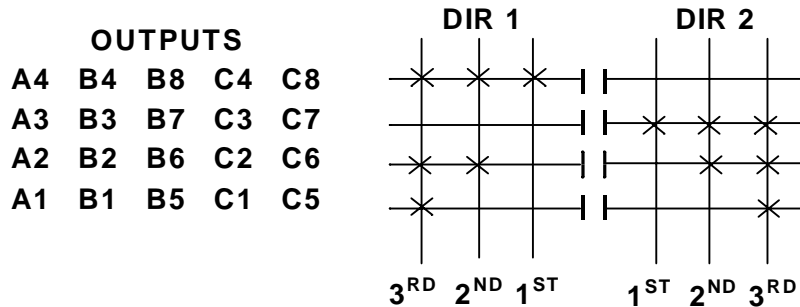 DIR 1 DIR 2
OUTPUTS
A4 B4 B8 C4 C8
A3 B3 B7 C3 C7
A2 B2 B6 C2 C6
A1 B1 B5 C1 C5
3RD 2ND 1ST 1ST 2ND 3RD